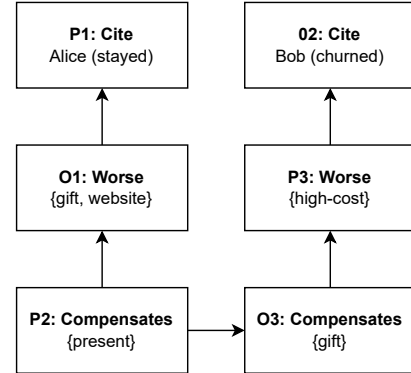 P1: Cite
Alice (stayed)
02: Cite
Bob (churned)
O1: Worse
{gift, website}
P3: Worse
{high-cost}
P2: Compensates
{present}
O3: Compensates
{gift}